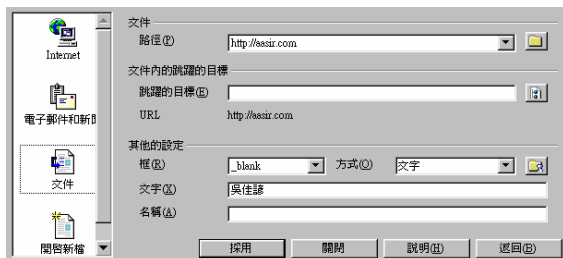 Internet
電子郵件和新
文件
開啓新檔
文件
路徑(P) http://aasir.com
文件內的跳躍的目標
跳躍的目標(E)
URL http://aasir.com
其他的設定
框(R) _blank 方式(O) 文字
文字(X) 吳佳諺
名稱(A)
採用 關閉 說明(H) 返回(B)